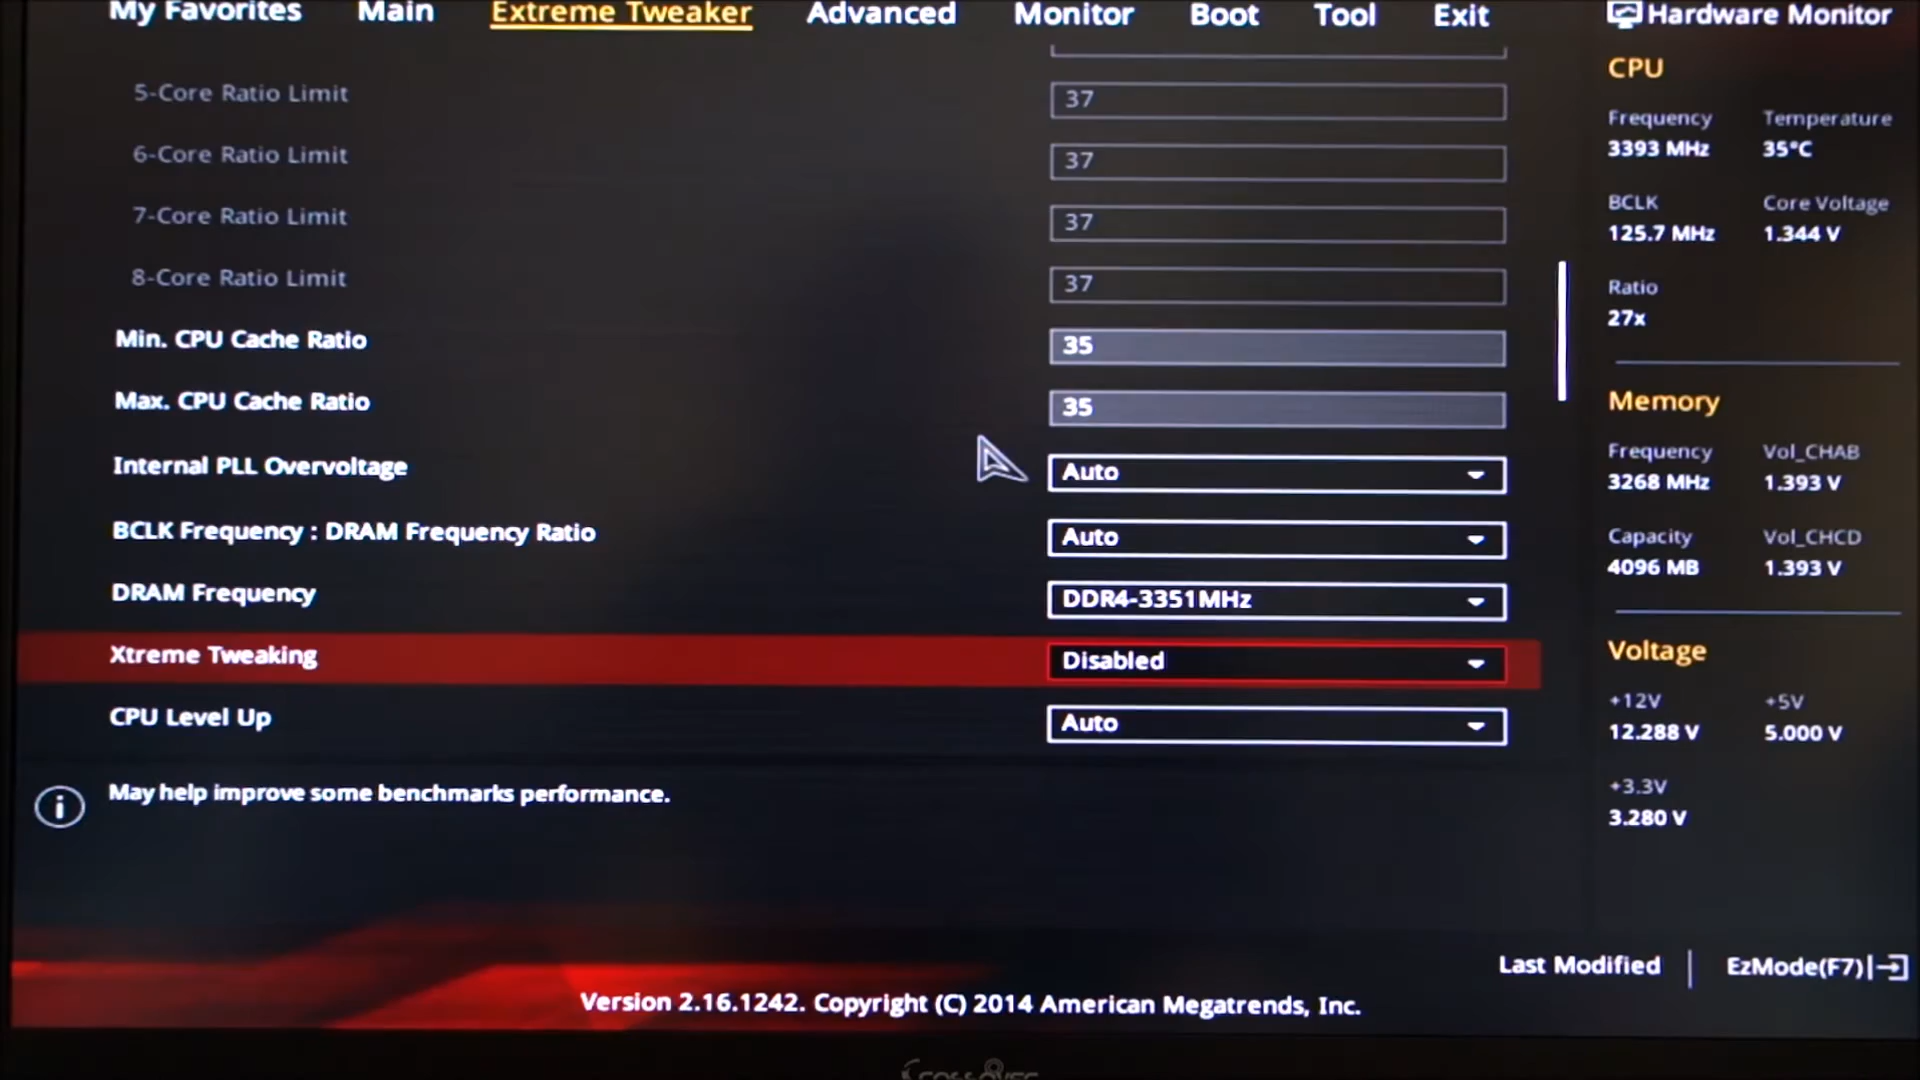 My Favorites Main Extreme Tweaker Advanced Monitor Boot Tool Exit Hardware Monitor
5-Core Ratio Limit 37
6-Core Ratio Limit 37
7-Core Ratio Limit 37
8-Core Ratio Limit 37
Min. CPU Cache Ratio 35
Max. CPU Cache Ratio 35
Internal PLL Overvoltage Auto
BCLK Frequency : DRAM Frequency Ratio Auto
DRAM Frequency DDR4-3351MHz
Xtreme Tweaking Disabled
CPU Level Up Auto
i May help improve some benchmarks performance.
CPU
Frequency Temperature
3393 MHz 35°C
BCLK Core Voltage
125.7 MHz 1.344 V
Ratio
27x
Memory
Frequency Vol_CHAB
3268 MHz 1.393 V
Capacity Vol_CHCD
4096 MB 1.393 V
Voltage
+12V +5V
12.288 V 5.000 V
+3.3V
3.280 V
Last Modified | EzMode(F7)
Version 2.16.1242. Copyright (C) 2014 American Megatrends, Inc.